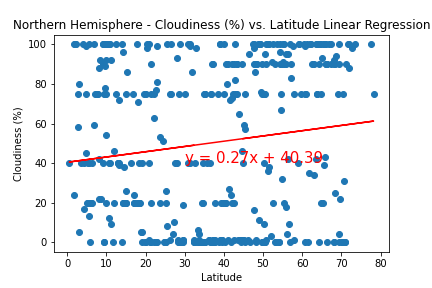 Northern Hemisphere - Cloudiness (%) vs. Latitude Linear Regression
100
80
60
40
20
0
Cloudiness (%)
y = 0.27x + 40.39
0 10 20 30 40 50 60 70 80
Latitude